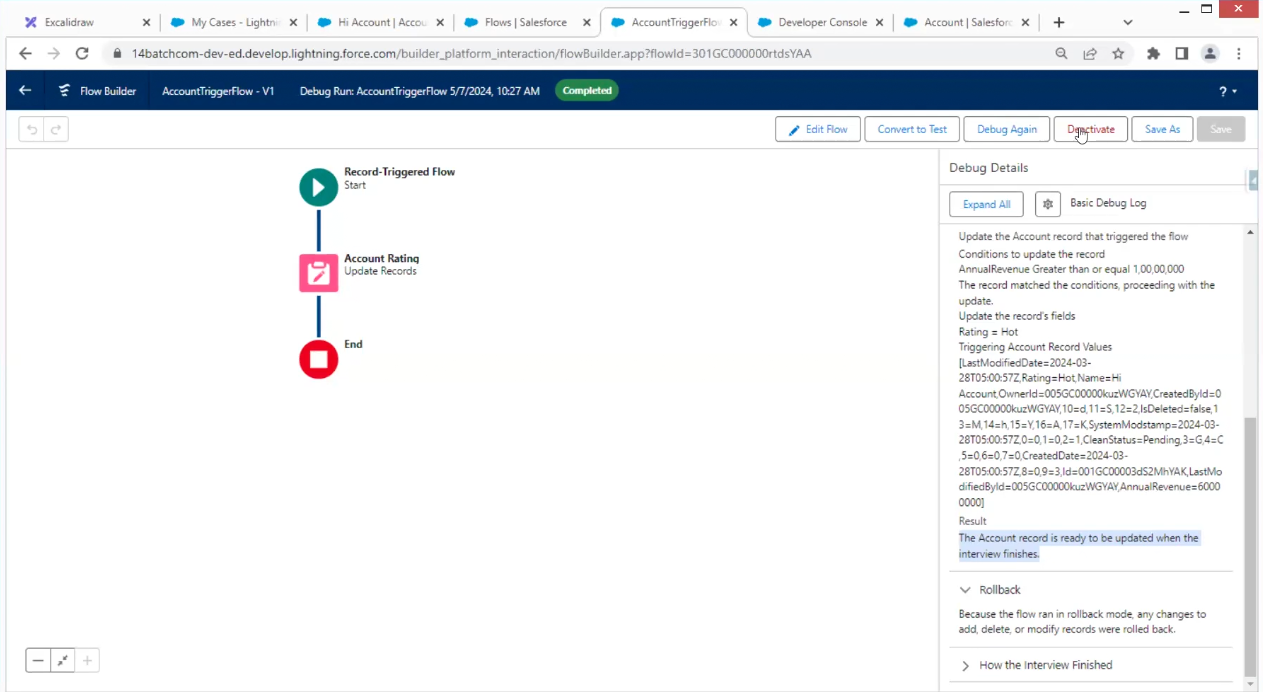 Excalidraw
My Cases - Lightnin
Hi Account | Accou
Flows | Salesforce
AccountTriggerFlo
Developer Console
Account | Salesforc
14batchcom-dev-ed.develop.lightning.force.com/builder_platform_interaction/flowBuilder.app?flowId=301GC000000rtdsYAA
Flow Builder
AccountTriggerFlow - V1
Debug Run: AccountTriggerFlow 5/7/2024, 10:27 AM
Completed
?
Edit Flow
Convert to Test
Debug Again
Deactivate
Save As
Save
Record-Triggered Flow
Start
Account Rating
Update Records
End
Debug Details
Expand All
Basic Debug Log
Update the Account record that triggered the flow
Conditions to update the record
AnnualRevenue Greater than or equal 1,00,00,000
The record matched the conditions, proceeding with the
update.
Update the record's fields
Rating = Hot
Triggering Account Record Values
[LastModifiedDate=2024-03-
28T05:00:57Z,Rating=Hot,Name=Hi
Account,OwnerId=005GC00000kuzWGYAY,CreatedById=0
05GC00000kuzWGYAY,10=d,11=S,12=2,IsDeleted=false,1
3=M,14=h,15=Y,16=A,17=K,SystemModstamp=2024-03-
28T05:00:57Z,0=0,1=0,2=1,CleanStatus=Pending,3=G,4=C
,5=0,6=0,7=0,CreatedDate=2024-03-
28T05:00:57Z,8=0,9=3,Id=001GC00003dS2MhYAK,LastMo
difiedById=005GC00000kuzWGYAY,AnnualRevenue=6000
0000]
Result
The Account record is ready to be updated when the
interview finishes.
Rollback
Because the flow ran in rollback mode, any changes to
add, delete, or modify records were rolled back.
How the Interview Finished